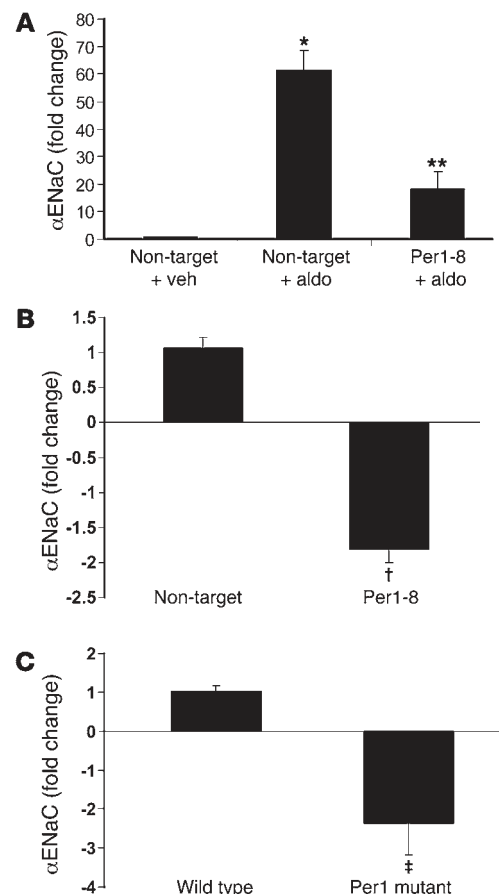 A
αENaC (fold change)
80
70
60
50
40
30
20
10
0
*
**
Non-target
+ veh
Non-target
+ aldo
Per1-8
+ aldo
B
αENaC (fold change)
1.5
1
0.5
0
-0.5
-1
-1.5
-2
-2.5
†
Non-target
Per1-8
C
αENaC (fold change)
2
1
0
-1
-2
-3
-4
‡
Wild type
Per1 mutant